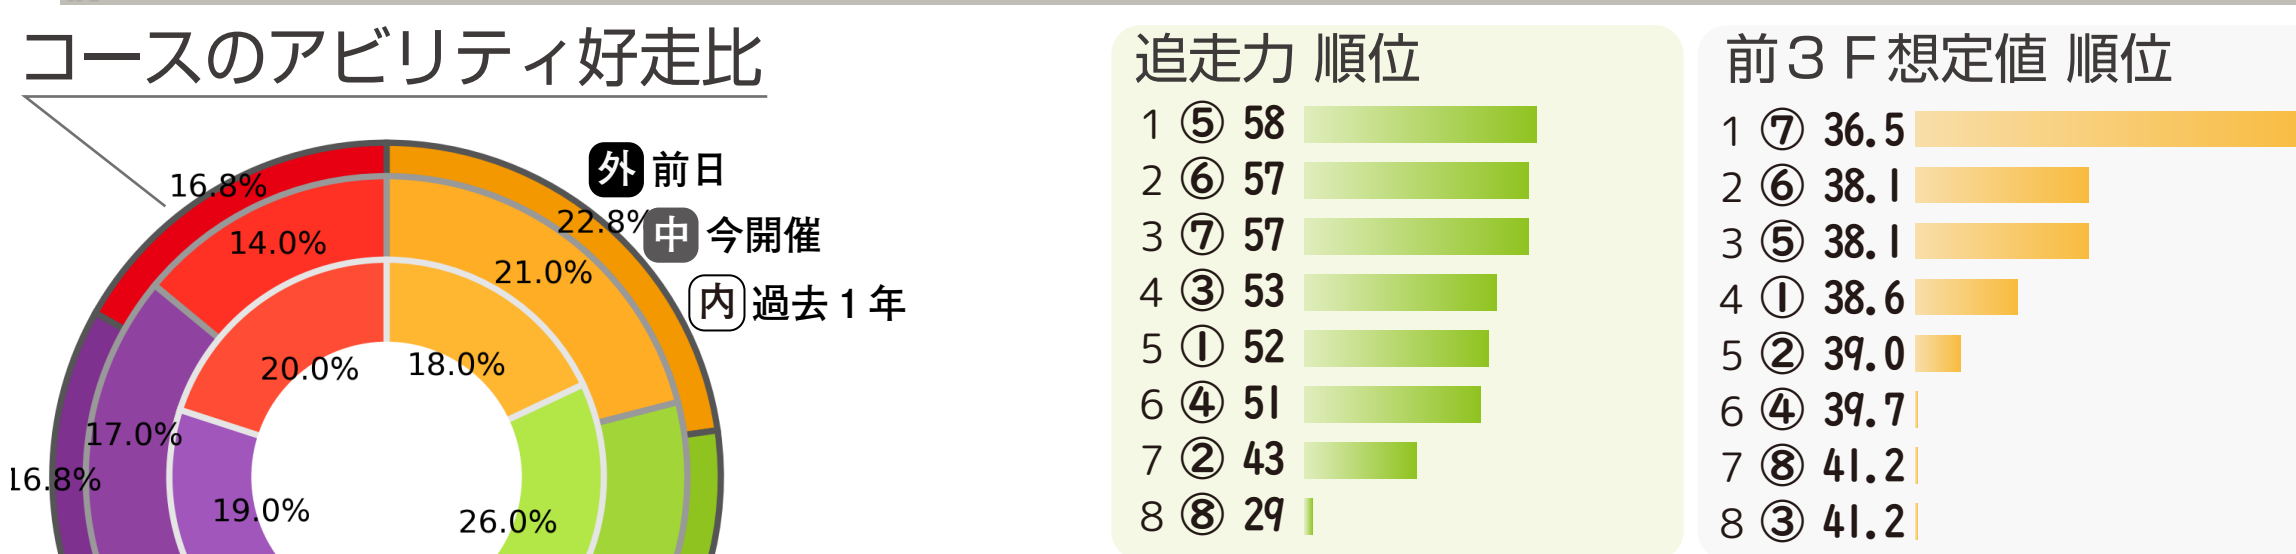 コースのアビリティ好走比
外 前日
中 今開催
内 過去1年
16.8%
22.8%
14.0%
21.0%
20.0%
18.0%
17.0%
16.8%
19.0%
26.0%
追走力 順位
1 ⑤ 58
2 ⑥ 57
3 ⑦ 57
4 ③ 53
5 ① 52
6 ④ 51
7 ② 43
8 ⑧ 29
前3F想定値 順位
1 ⑦ 36.5
2 ⑥ 38.1
3 ⑤ 38.1
4 ① 38.6
5 ② 39.0
6 ④ 39.7
7 ⑧ 41.2
8 ③ 41.2